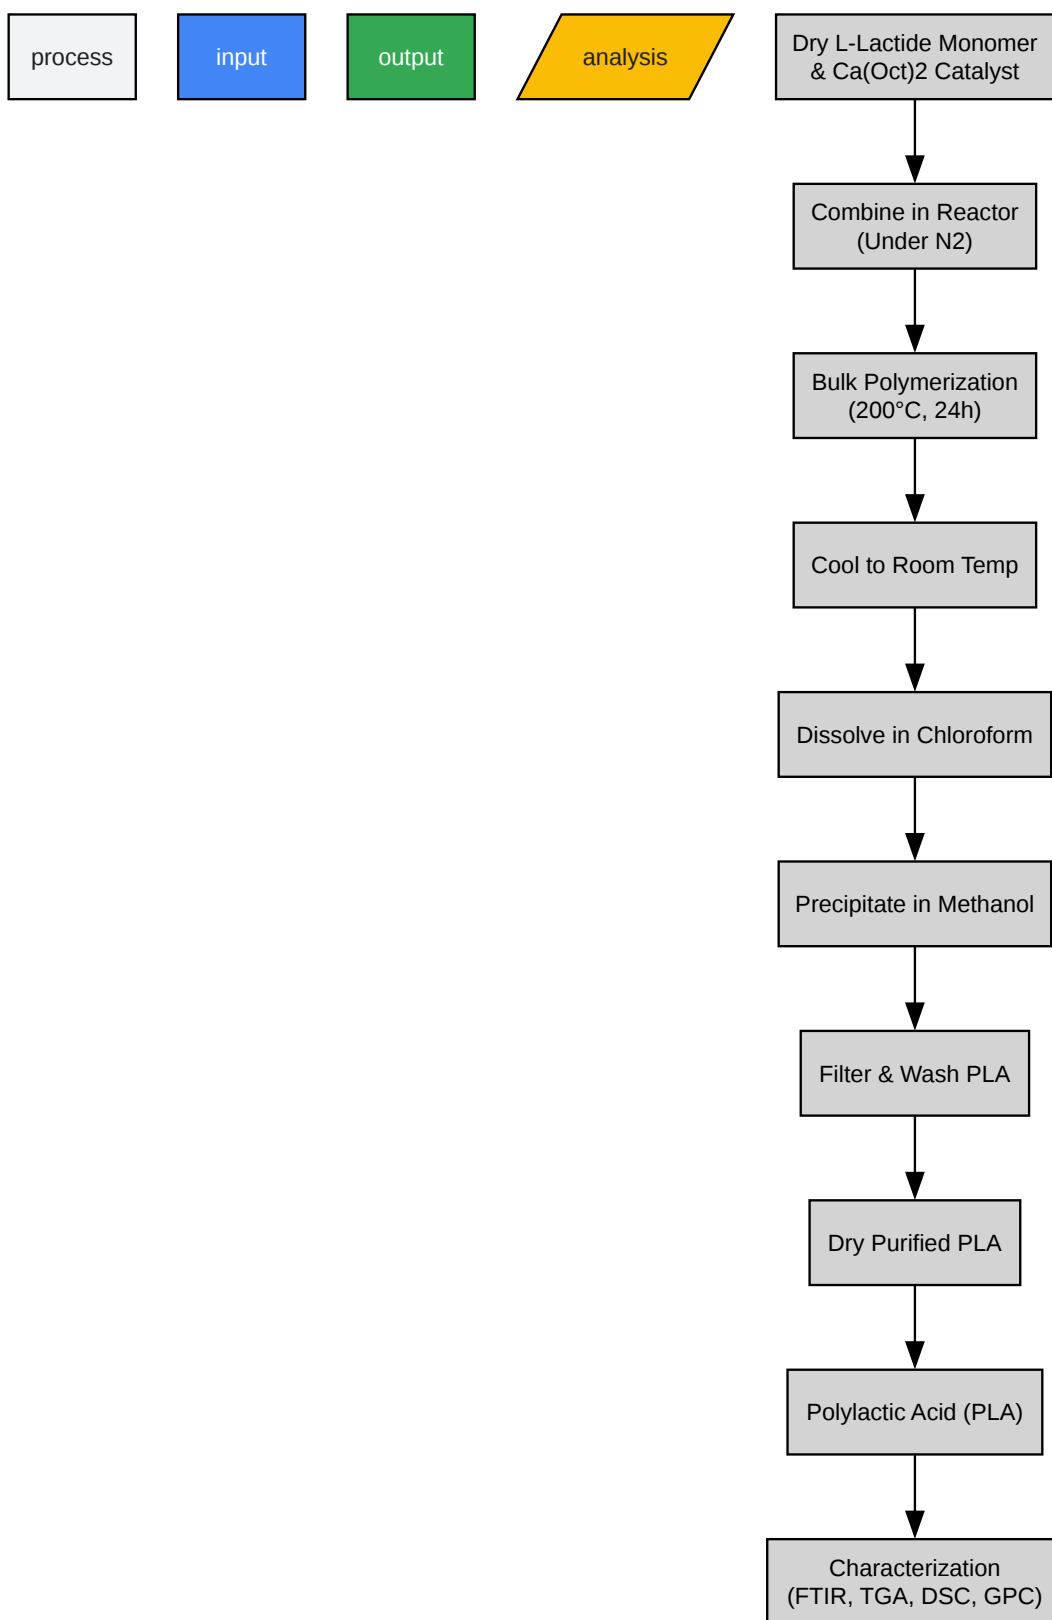 process
input
output
analysis
Dry L-Lactide Monomer
& Ca(Oct)2 Catalyst
Combine in Reactor
(Under N2)
Bulk Polymerization
(200°C, 24h)
Cool to Room Temp
Dissolve in Chloroform
Precipitate in Methanol
Filter & Wash PLA
Dry Purified PLA
Polylactic Acid (PLA)
Characterization
(FTIR, TGA, DSC, GPC)